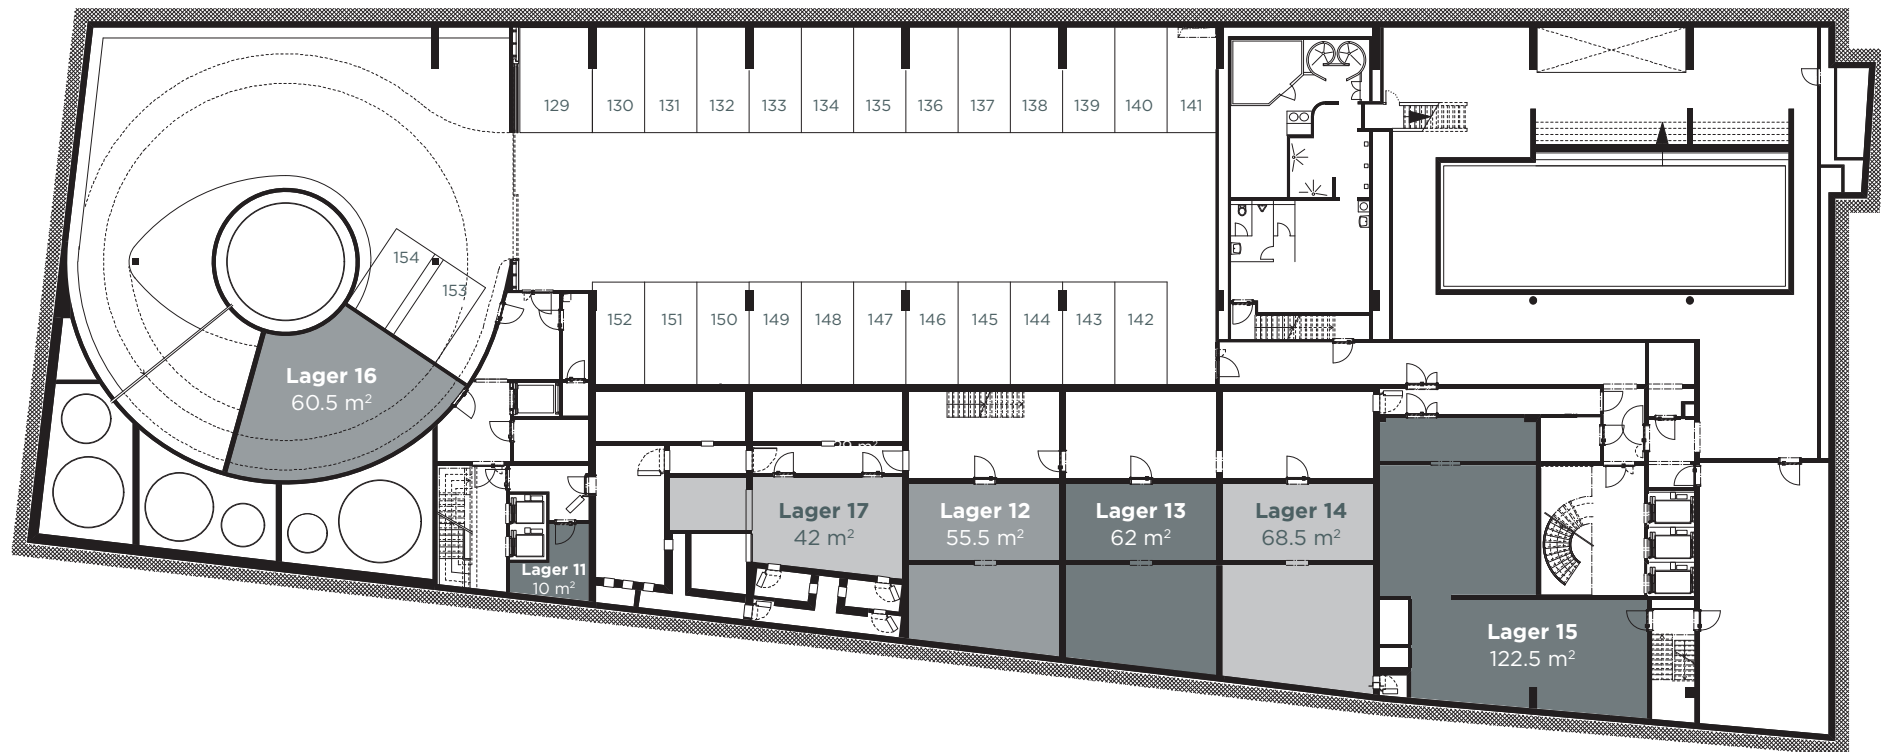 129 130 131 132 133 134 135 136 137 138 139 140 141
154
153
152 151 150 149 148 147 146 145 144 143 142
Lager 16
60.5 m²
Lager 17
42 m²
Lager 12
55.5 m²
Lager 13
62 m²
Lager 14
68.5 m²
Lager 11
10 m²
Lager 15
122.5 m²